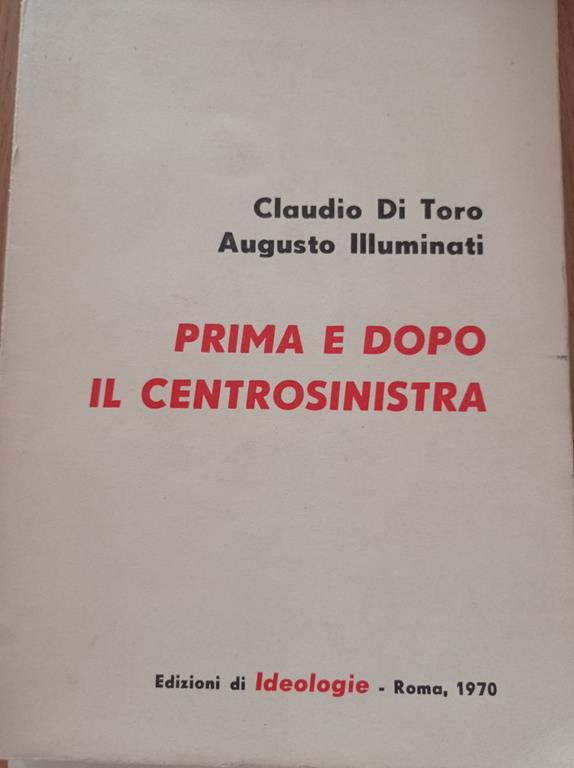 Claudio Di Toro
Augusto Illuminati
PRIMA E DOPO
IL CENTROSINISTRA
Edizioni di Ideologie - Roma, 1970